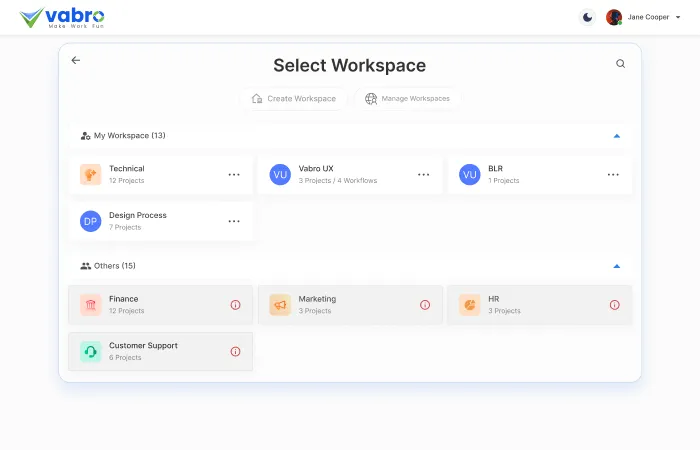 vabro
Make Work Fun
Jane Cooper
Select Workspace
Create Workspace
Manage Workspaces
My Workspace (13)
Technical
12 Projects
VU
Vabro UX
3 Projects / 4 Workflows
VU
BLR
1 Projects
DP
Design Process
7 Projects
Others (15)
Finance
12 Projects
Marketing
3 Projects
HR
3 Projects
Customer Support
6 Projects